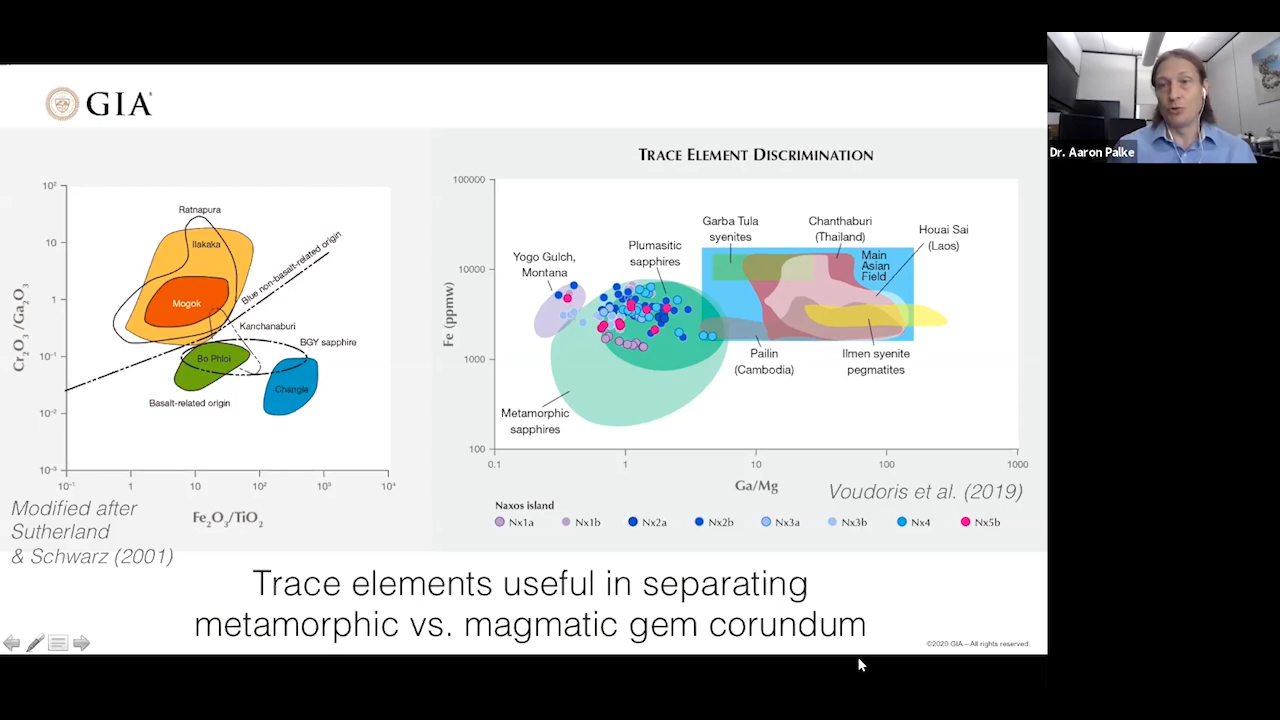 GIA
Dr. Aaron Palke
Cr₂O₃ /Ga₂O₃
10²
10
1
10⁻¹
10⁻²
10⁻³
10⁻¹
1
10
10²
10³
10⁴
Fe₂O₃/TiO₂
Ratnapura
Ilakaka
Mogok
Blue non-basalt-related origin
Kanchanaburi
BGY sapphire
Bo Phloi
Changle
Basalt-related origin
Modified after
Sutherland
& Schwarz (2001)
TRACE ELEMENT DISCRIMINATION
Fe (ppmw)
100000
10000
1000
100
0.1
1
10
100
1000
Ga/Mg
Yogo Gulch,
Montana
Plumasitic
sapphires
Garba Tula
syenites
Chanthaburi
(Thailand)
Houai Sai
(Laos)
Main
Asian
Field
Pailin
(Cambodia)
Ilmen syenite
pegmatites
Metamorphic
sapphires
Voudoris et al. (2019)
Naxos island
Nx1a Nx1b Nx2a Nx2b Nx3a Nx3b Nx4 Nx5b
Trace elements useful in separating
metamorphic vs. magmatic gem corundum
©2020 GIA – All rights reserved.